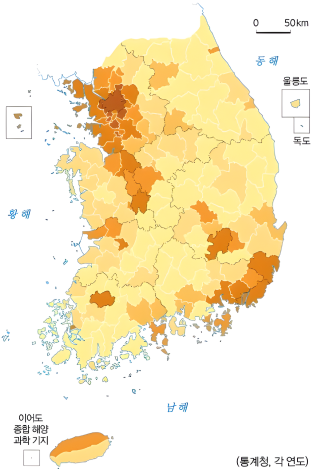 0 50km
동 해
울릉도
독도
황 해
남 해
이어도
종합 해양
과학 기지
(통계청, 각 연도)